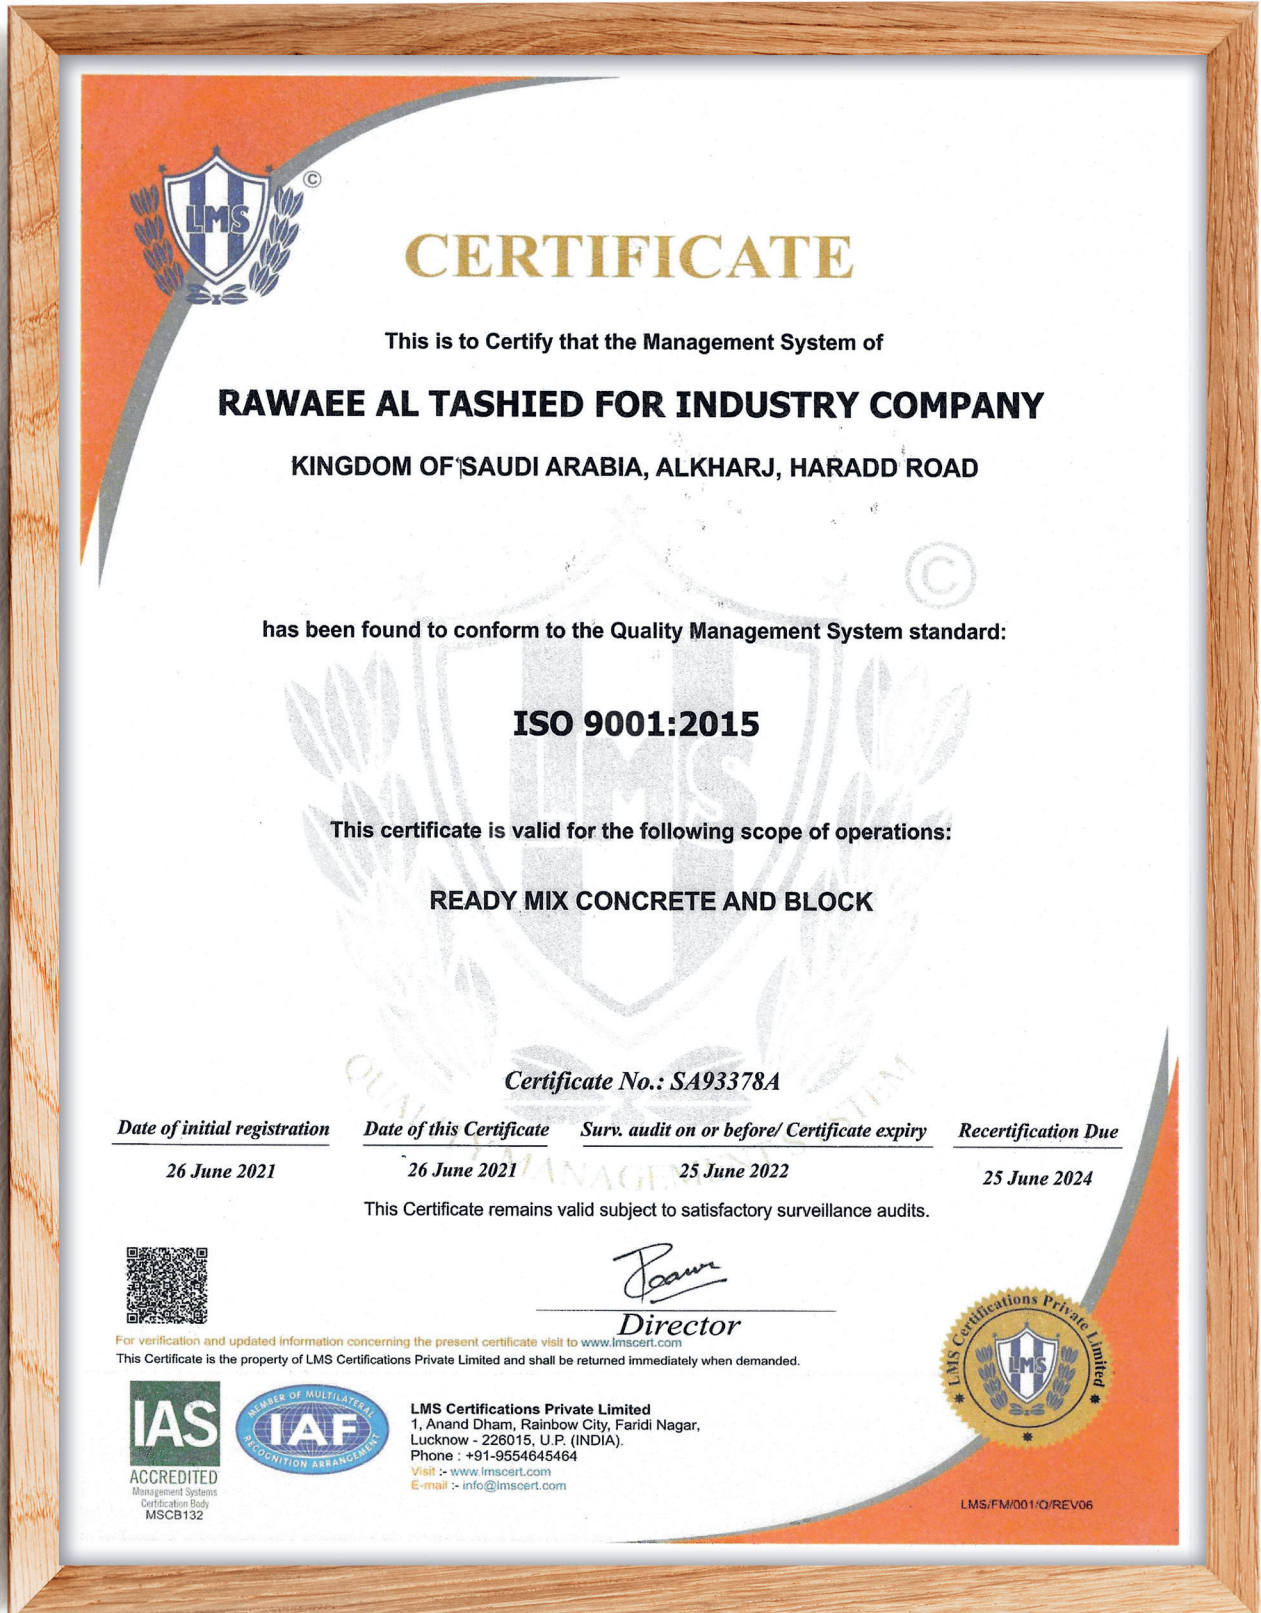 LMS
©
CERTIFICATE
This is to Certify that the Management System of
RAWAEE AL TASHIED FOR INDUSTRY COMPANY
KINGDOM OF SAUDI ARABIA, ALKHARJ, HARADD ROAD
©
has been found to conform to the Quality Management System standard:
ISO 9001:2015
LMS
This certificate is valid for the following scope of operations:
READY MIX CONCRETE AND BLOCK
QUALITY MANAGEMENT SYSTEM
Certificate No.: SA93378A
Date of initial registration Date of this Certificate Surv. audit on or before/ Certificate expiry Recertification Due
26 June 2021 26 June 2021 25 June 2022 25 June 2024
This Certificate remains valid subject to satisfactory surveillance audits.
Director
For verification and updated information concerning the present certificate visit to www.lmscert.com
This Certificate is the property of LMS Certifications Private Limited and shall be returned immediately when demanded.
LMS Certifications Private Limited
LMS
IAS
ACCREDITED
Management Systems
Certification Body
MSCB132
MEMBER OF MULTILATERAL
IAF
RECOGNITION ARRANGEMENT
LMS Certifications Private Limited
1, Anand Dham, Rainbow City, Faridi Nagar,
Lucknow - 226015, U.P. (INDIA).
Phone : +91-9554645464
Visit :- www.lmscert.com
E-mail :- info@lmscert.com
LMS/FM/001/Q/REV06